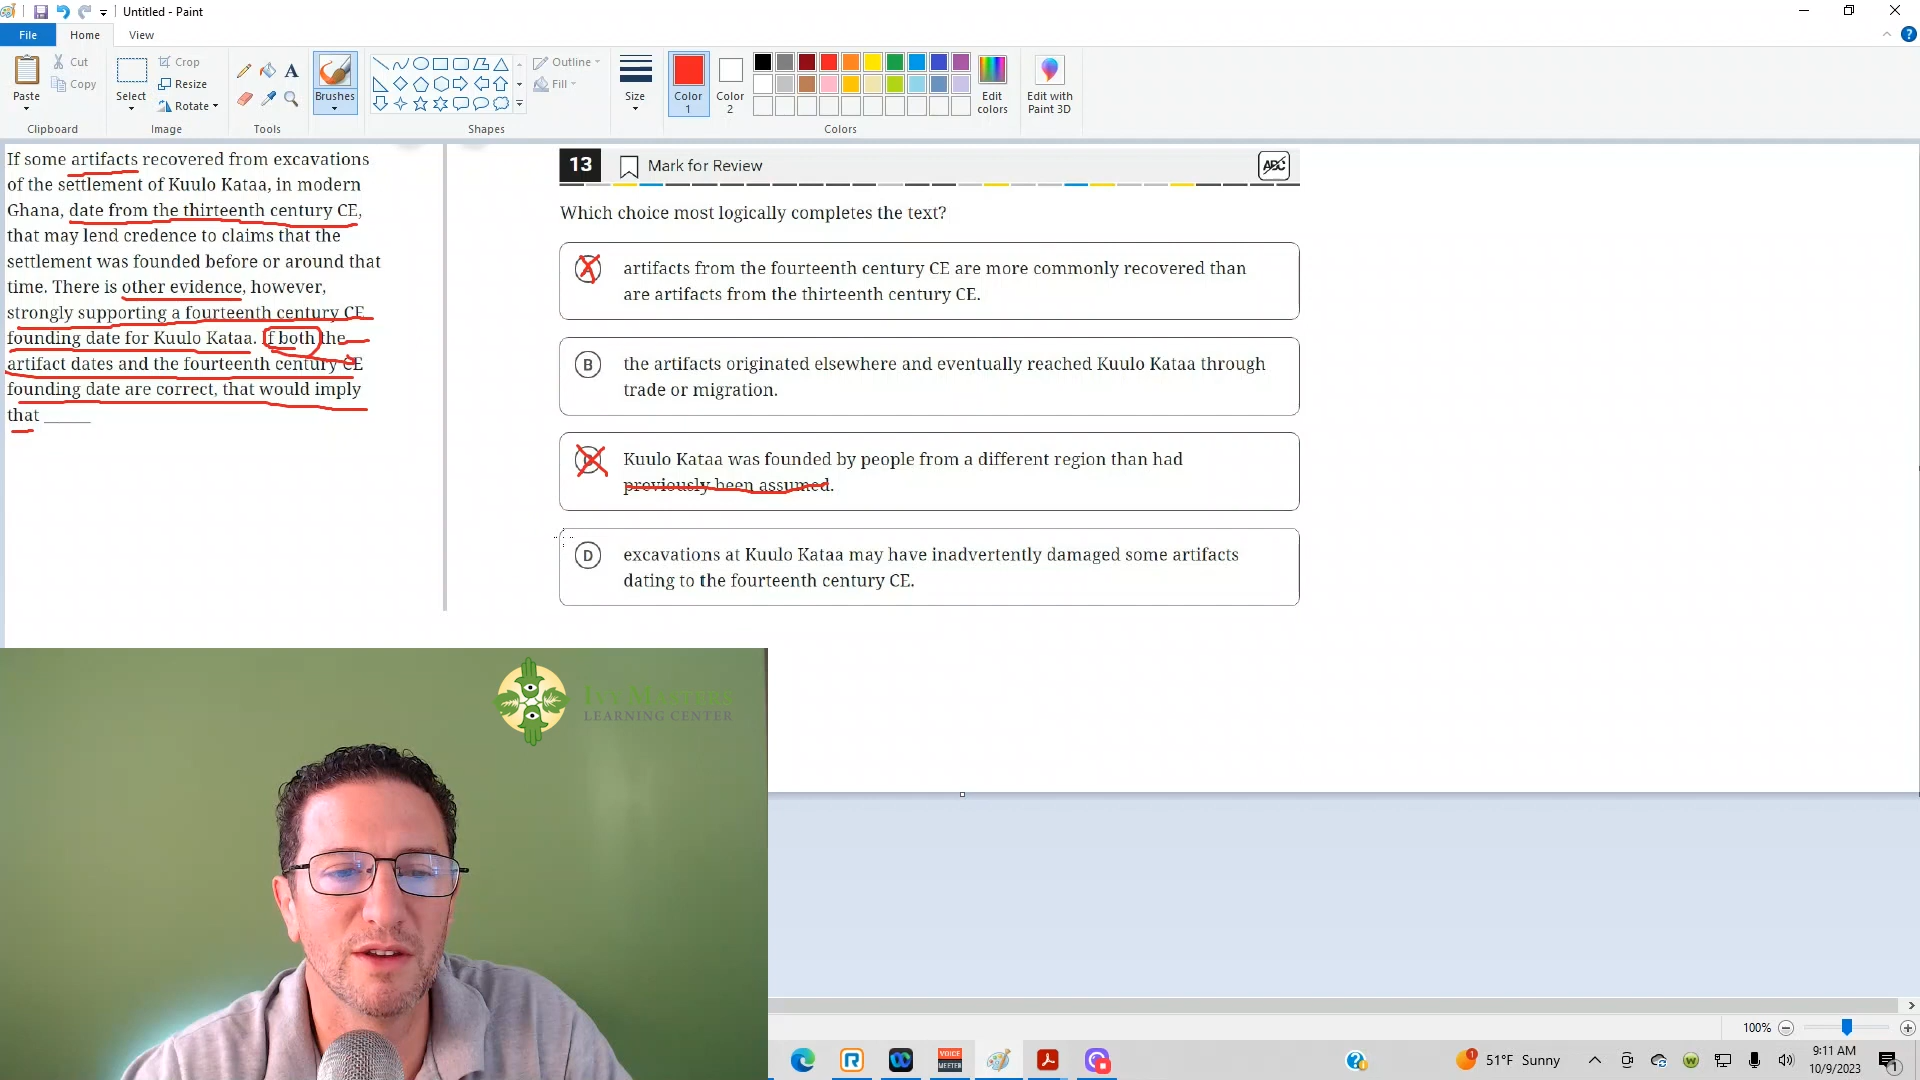 Untitled - Paint
File
Home
View
Paste
Cut
Copy
Clipboard
Select
Crop
Resize
Rotate
Image
Tools
Brushes
Shapes
Outline
Fill
Size
Color 1
Color 2
Colors
Edit colors
Edit with Paint 3D
If some artifacts recovered from excavations
of the settlement of Kuulo Kataa, in modern
Ghana, date from the thirteenth century CE,
that may lend credence to claims that the
settlement was founded before or around that
time. There is other evidence, however,
strongly supporting a fourteenth century CE
founding date for Kuulo Kataa. If both the
artifact dates and the fourteenth century CE
founding date are correct, that would imply
that ______
13
Mark for Review
ABC
Which choice most logically completes the text?
A
artifacts from the fourteenth century CE are more commonly recovered than
are artifacts from the thirteenth century CE.
B
the artifacts originated elsewhere and eventually reached Kuulo Kataa through
trade or migration.
C
Kuulo Kataa was founded by people from a different region than had
previously been assumed.
D
excavations at Kuulo Kataa may have inadvertently damaged some artifacts
dating to the fourteenth century CE.
IVY MASTERS
LEARNING CENTER
100%
VOICE
MEETER
51°F Sunny
9:11 AM
10/9/2023